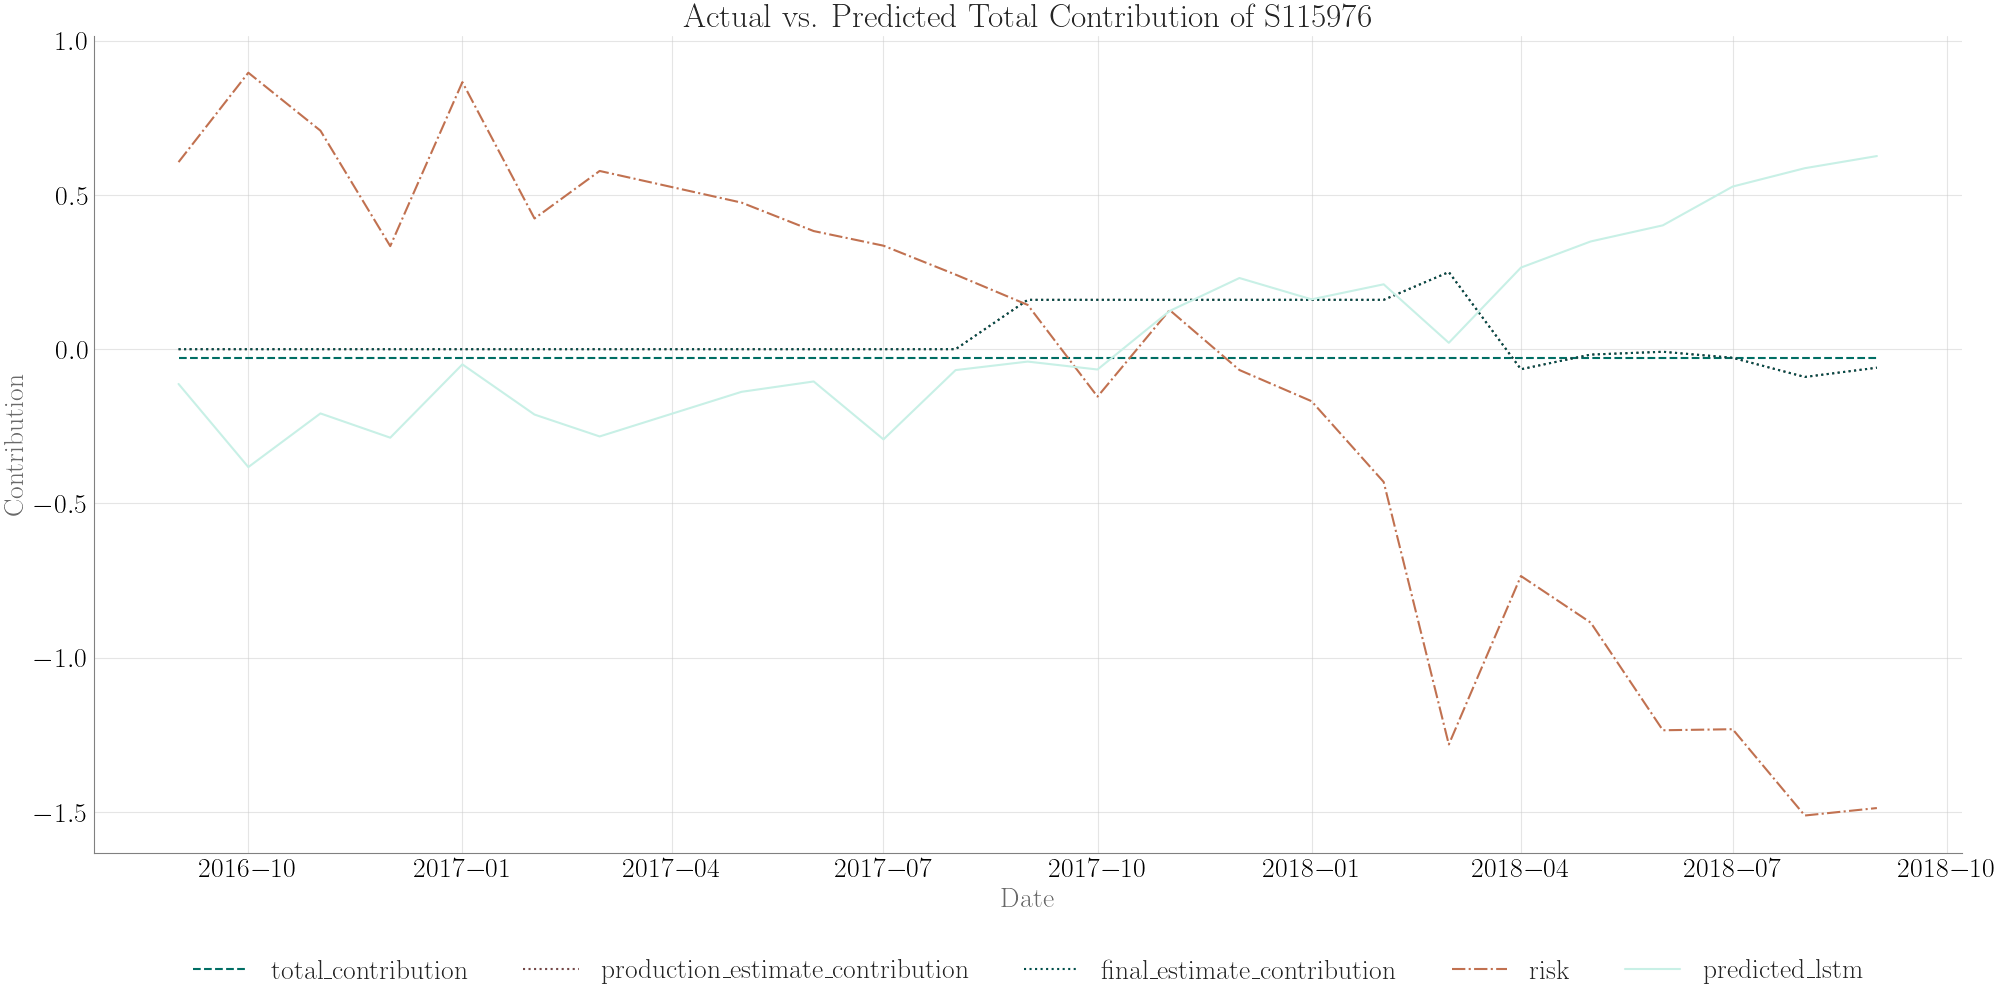 Actual vs. Predicted Total Contribution of S115976
1.0
0.5
0.0
−0.5
−1.0
−1.5
Contribution
2016−10 2017−01 2017−04 2017−07 2017−10 2018−01 2018−04 2018−07 2018−10
Date
total_contribution production_estimate_contribution final_estimate_contribution risk predicted_lstm